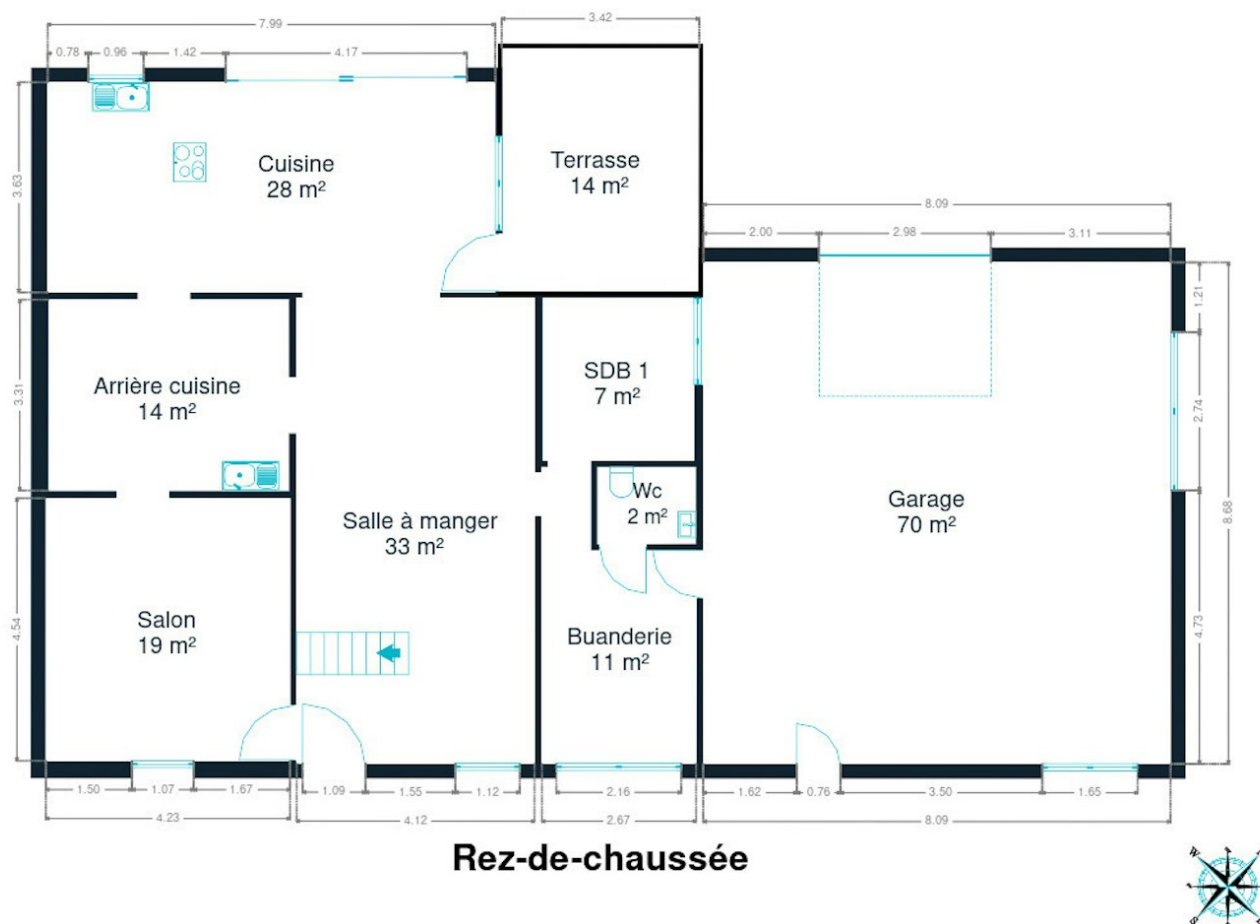 3.42
7.99
0.78
0.96
1.42
4.17
Cuisine
28 m²
Terrasse
14 m²
3.63
8.09
2.00
2.98
3.11
1.21
Arrière cuisine
14 m²
SDB 1
7 m²
3.31
2.74
Wc
2 m²
Garage
70 m²
Salle à manger
33 m²
8.68
Salon
19 m²
Buanderie
11 m²
4.54
4.73
1.50
1.07
1.67
1.09
1.55
1.12
2.16
1.62
0.76
3.50
1.65
4.23
4.12
2.67
8.09
Rez-de-chaussée
W
S